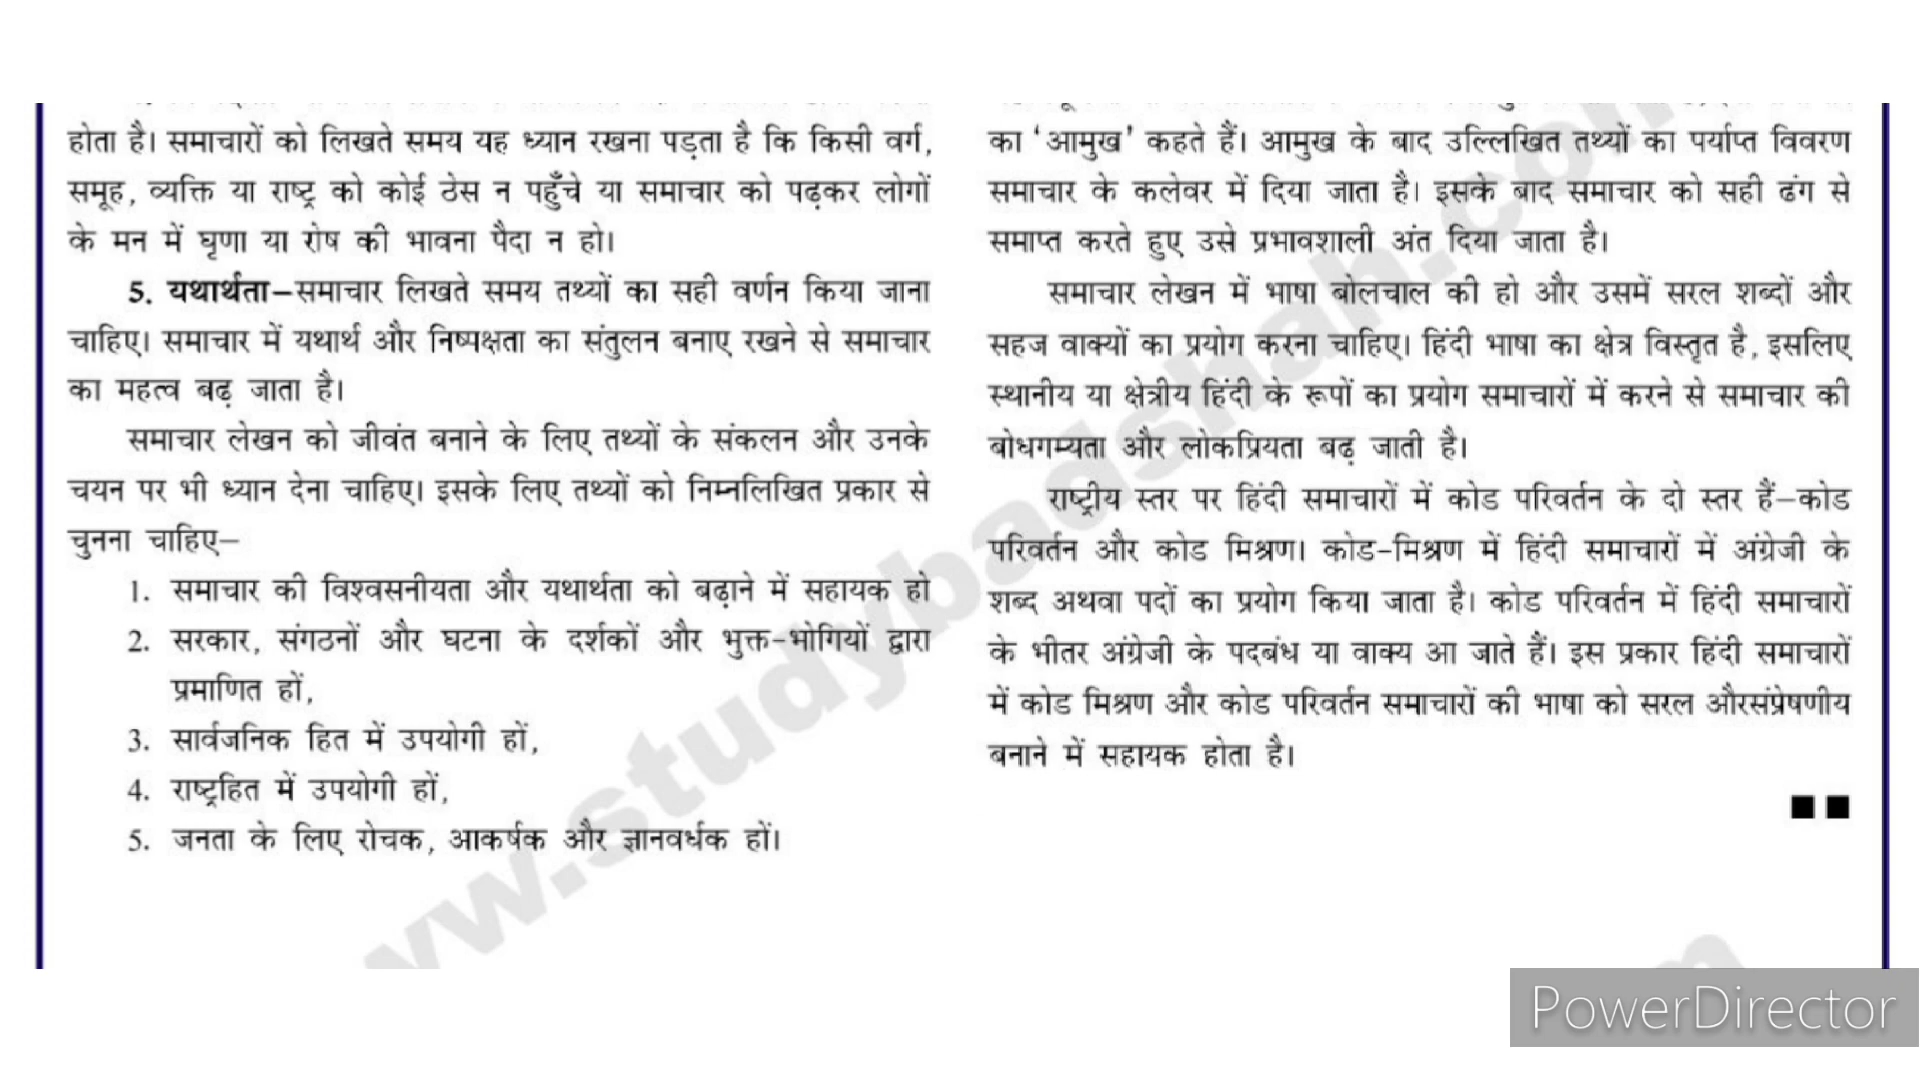 होता है। समाचारों को लिखते समय यह ध्यान रखना पड़ता है कि किसी वर्ग,
समूह, व्यक्ति या राष्ट्र को कोई ठेस न पहुँचे या समाचार को पढ़कर लोगों
के मन में घृणा या रोष की भावना पैदा न हो।
5. यथार्थता–समाचार लिखते समय तथ्यों का सही वर्णन किया जाना
चाहिए। समाचार में यथार्थ और निष्पक्षता का संतुलन बनाए रखने से समाचार
का महत्व बढ़ जाता है।
समाचार लेखन को जीवंत बनाने के लिए तथ्यों के संकलन और उनके
चयन पर भी ध्यान देना चाहिए। इसके लिए तथ्यों को निम्नलिखित प्रकार से
चुनना चाहिए–
1. समाचार की विश्वसनीयता और यथार्थता को बढ़ाने में सहायक हो
2. सरकार, संगठनों और घटना के दर्शकों और भुक्त-भोगियों द्वारा
प्रमाणित हों,
3. सार्वजनिक हित में उपयोगी हों,
4. राष्ट्रहित में उपयोगी हों,
5. जनता के लिए रोचक, आकर्षक और ज्ञानवर्धक हों।
का ‘आमुख’ कहते हैं। आमुख के बाद उल्लिखित तथ्यों का पर्याप्त विवरण
समाचार के कलेवर में दिया जाता है। इसके बाद समाचार को सही ढंग से
समाप्त करते हुए उसे प्रभावशाली अंत दिया जाता है।
समाचार लेखन में भाषा बोलचाल की हो और उसमें सरल शब्दों और
सहज वाक्यों का प्रयोग करना चाहिए। हिंदी भाषा का क्षेत्र विस्तृत है, इसलिए
स्थानीय या क्षेत्रीय हिंदी के रूपों का प्रयोग समाचारों में करने से समाचार की
बोधगम्यता और लोकप्रियता बढ़ जाती है।
राष्ट्रीय स्तर पर हिंदी समाचारों में कोड परिवर्तन के दो स्तर हैं–कोड
परिवर्तन और कोड मिश्रण। कोड-मिश्रण में हिंदी समाचारों में अंग्रेजी के
शब्द अथवा पदों का प्रयोग किया जाता है। कोड परिवर्तन में हिंदी समाचारों
के भीतर अंग्रेजी के पदबंध या वाक्य आ जाते हैं। इस प्रकार हिंदी समाचारों
में कोड मिश्रण और कोड परिवर्तन समाचारों की भाषा को सरल औरसंप्रेषणीय
बनाने में सहायक होता है।
ww.studybadshah.com
PowerDirector